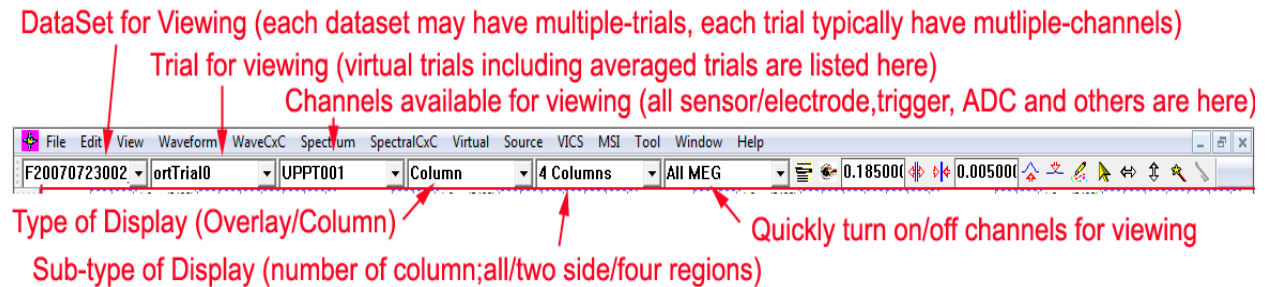 DataSet for Viewing (each dataset may have multiple-trials, each trial typically have mutliple-channels)
Trial for viewing (virtual trials including averaged trials are listed here)
Channels available for viewing (all sensor/electrode,trigger, ADC and others are here)
File Edit View Waveform WaveCxC Spectrum SpectralCxC Virtual Source VICS MSI Tool Window Help
F20070723002_ ortTrial0 UPPT001 Column 4 Columns All MEG 0.185000 0.005000
Type of Display (Overlay/Column)
Quickly turn on/off channels for viewing
Sub-type of Display (number of column;all/two side/four regions)